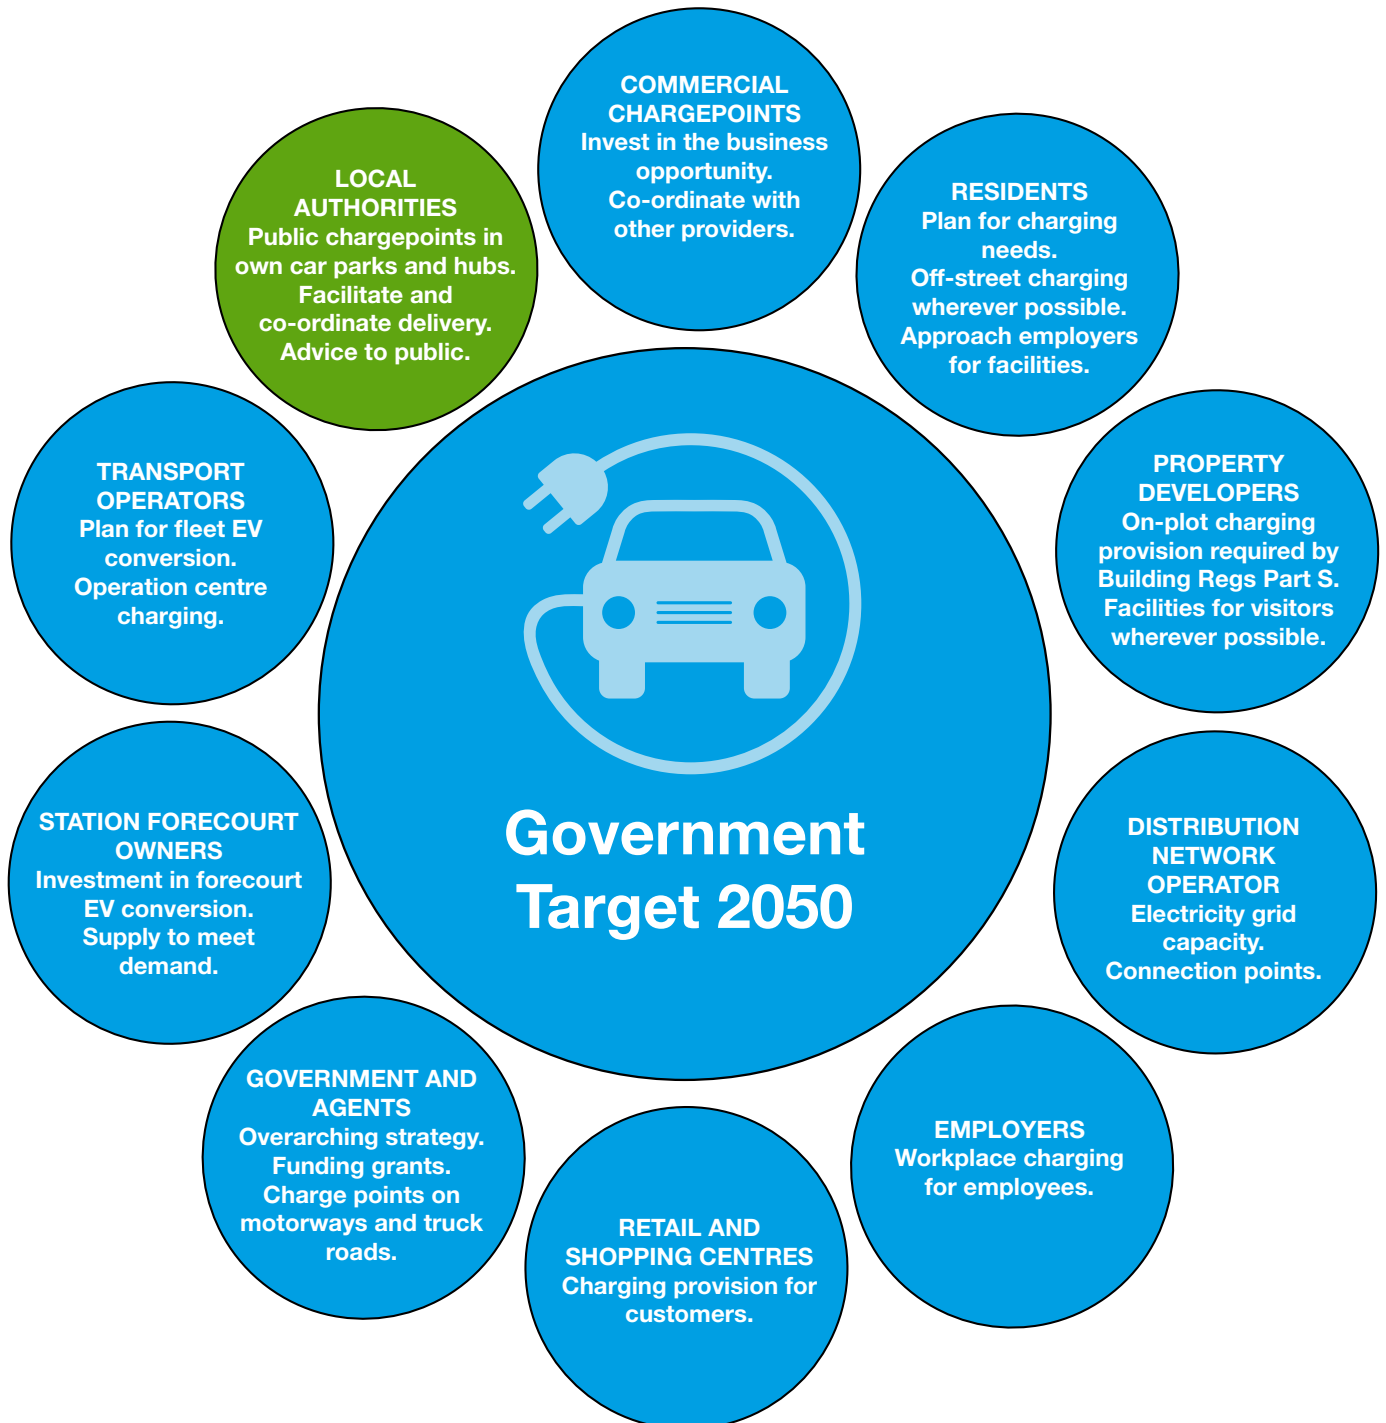 COMMERCIAL
CHARGEPOINTS
Invest in the business
opportunity.
Co-ordinate with
other providers.
LOCAL
AUTHORITIES
Public chargepoints in
own car parks and hubs.
Facilitate and
co-ordinate delivery.
Advice to public.
RESIDENTS
Plan for charging
needs.
Off-street charging
wherever possible.
Approach employers
for facilities.
TRANSPORT
OPERATORS
Plan for fleet EV
conversion.
Operation centre
charging.
PROPERTY
DEVELOPERS
On-plot charging
provision required by
Building Regs Part S.
Facilities for visitors
wherever possible.
Government
Target 2050
STATION FORECOURT
OWNERS
Investment in forecourt
EV conversion.
Supply to meet
demand.
DISTRIBUTION
NETWORK
OPERATOR
Electricity grid
capacity.
Connection points.
GOVERNMENT AND
AGENTS
Overarching strategy.
Funding grants.
Charge points on
motorways and truck
roads.
EMPLOYERS
Workplace charging
for employees.
RETAIL AND
SHOPPING CENTRES
Charging provision for
customers.